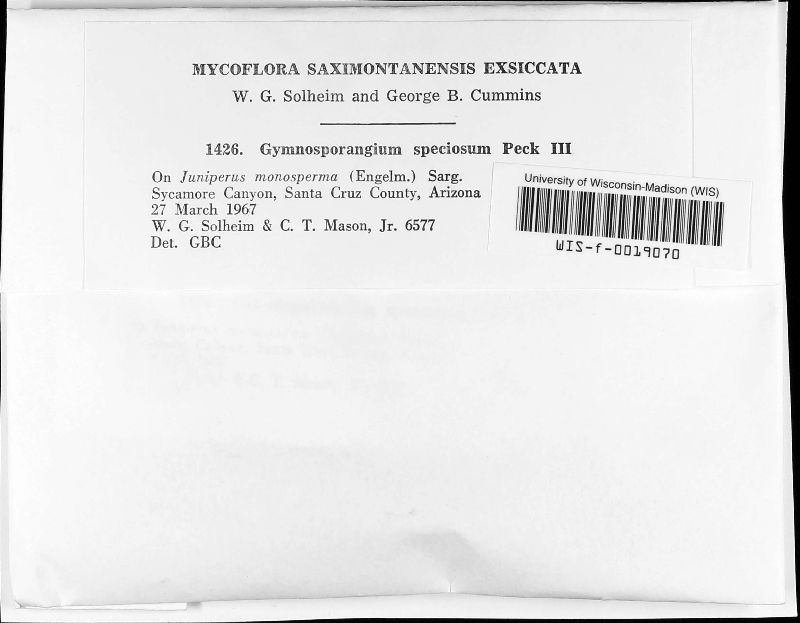 MYCOFLORA SAXIMONTANENSIS EXSICCATA
W. G. Solheim and George B. Cummins
1426. Gymnosporangium speciosum Peck III
On Juniperus monosperma (Engelm.) Sarg.
Sycamore Canyon, Santa Cruz County, Arizona
27 March 1967
W. G. Solheim & C. T. Mason, Jr. 6577
Det. GBC
University of Wisconsin-Madison (WIS)
WIS-f-0019070